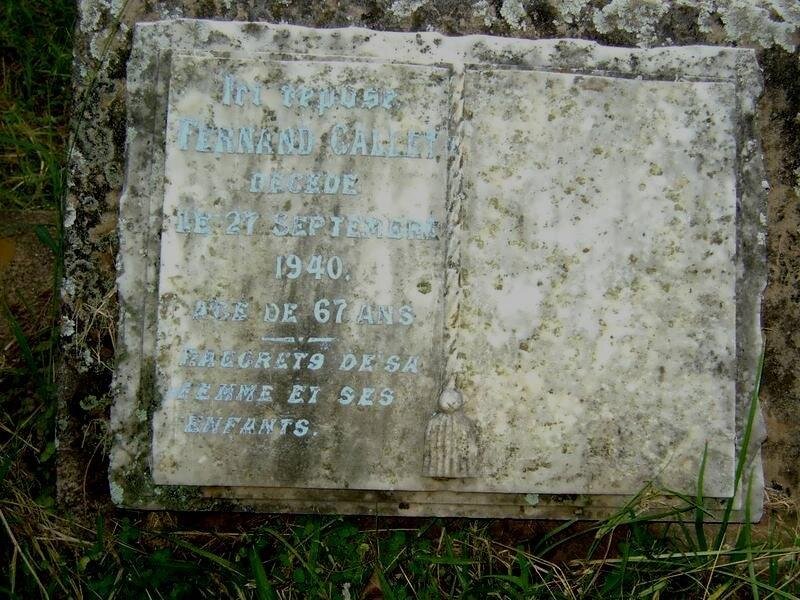 Ici repose
FERNAND CALLET
DECEDE
LE 27 SEPTEMBRE
1940.
AGE DE 67 ANS
RREGRETS DE SA
FEMME ET SES
ENFANTS.